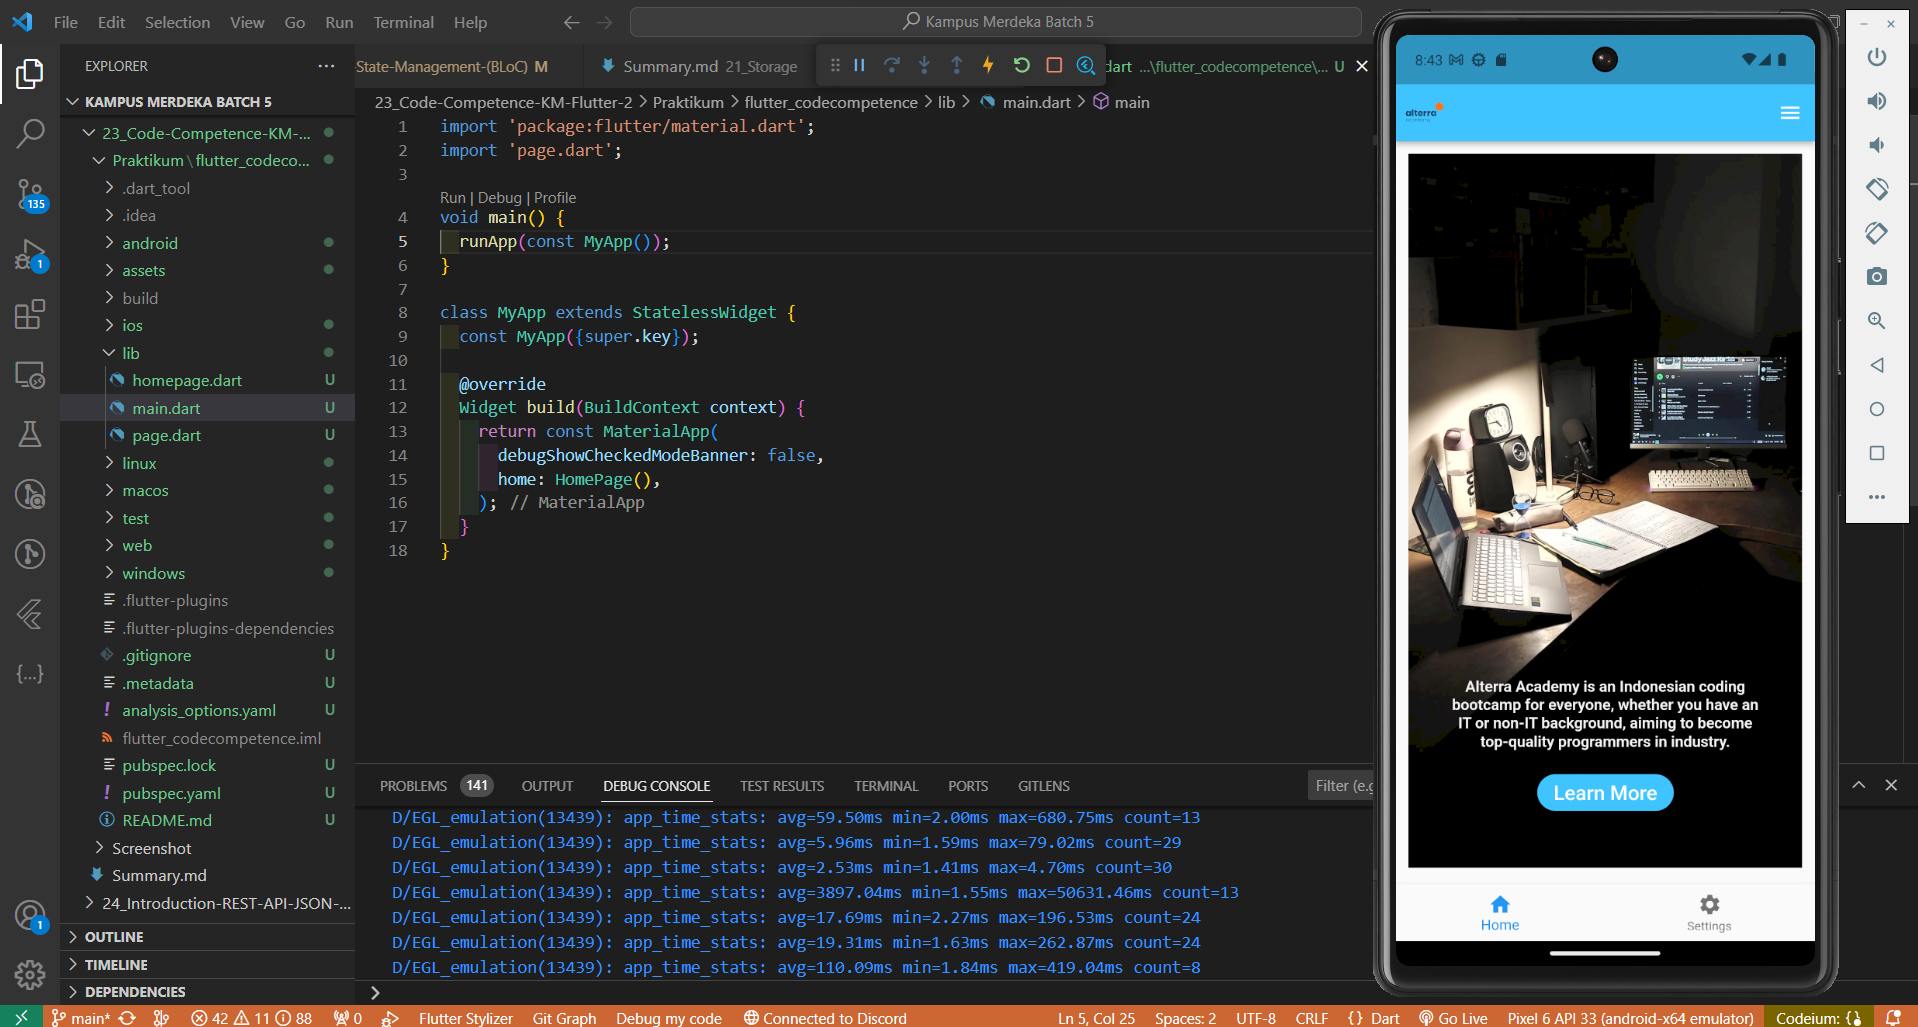 File Edit Selection View Go Run Terminal Help
Kampus Merdeka Batch 5
EXPLORER
KAMPUS MERDEKA BATCH 5
23_Code-Competence-KM-...
Praktikum\flutter_codeco...
.dart_tool
.idea
android
assets
build
ios
lib
homepage.dart U
main.dart U
page.dart U
linux
macos
test
web
windows
.flutter-plugins
.flutter-plugins-dependencies
.gitignore U
.metadata U
analysis_options.yaml U
flutter_codecompetence.iml
pubspec.lock U
pubspec.yaml U
README.md U
Screenshot
Summary.md
24_Introduction-REST-API-JSON-...
OUTLINE
TIMELINE
DEPENDENCIES
135
1
1
-State-Management-(BLoC) M
Summary.md 21_Storage
dart ...\flutter_codecompetence\... U
23_Code-Competence-KM-Flutter-2 > Praktikum > flutter_codecompetence > lib > main.dart > main
1 import 'package:flutter/material.dart';
2 import 'page.dart';
3
Run | Debug | Profile
4 void main() {
5 runApp(const MyApp());
6 }
7
8 class MyApp extends StatelessWidget {
9 const MyApp({super.key});
10
11 @override
12 Widget build(BuildContext context) {
13 return const MaterialApp(
14 debugShowCheckedModeBanner: false,
15 home: HomePage(),
16 ); // MaterialApp
17 }
18 }
PROBLEMS 141 OUTPUT DEBUG CONSOLE TEST RESULTS TERMINAL PORTS GITLENS
Filter (e.g
D/EGL_emulation(13439): app_time_stats: avg=59.50ms min=2.00ms max=680.75ms count=13
D/EGL_emulation(13439): app_time_stats: avg=5.96ms min=1.59ms max=79.02ms count=29
D/EGL_emulation(13439): app_time_stats: avg=2.53ms min=1.41ms max=4.70ms count=30
D/EGL_emulation(13439): app_time_stats: avg=3897.04ms min=1.55ms max=50631.46ms count=13
D/EGL_emulation(13439): app_time_stats: avg=17.69ms min=2.27ms max=196.53ms count=24
D/EGL_emulation(13439): app_time_stats: avg=19.31ms min=1.63ms max=262.87ms count=24
D/EGL_emulation(13439): app_time_stats: avg=110.09ms min=1.84ms max=419.04ms count=8
8:43
alterra
academy
Alterra Academy is an Indonesian coding
bootcamp for everyone, whether you have an
IT or non-IT background, aiming to become
top-quality programmers in industry.
Learn More
Home
Settings
main* 42 11 88 0 Flutter Stylizer Git Graph Debug my code Connected to Discord Ln 5, Col 25 Spaces: 2 UTF-8 CRLF {} Dart Go Live Pixel 6 API 33 (android-x64 emulator) Codeium: {}